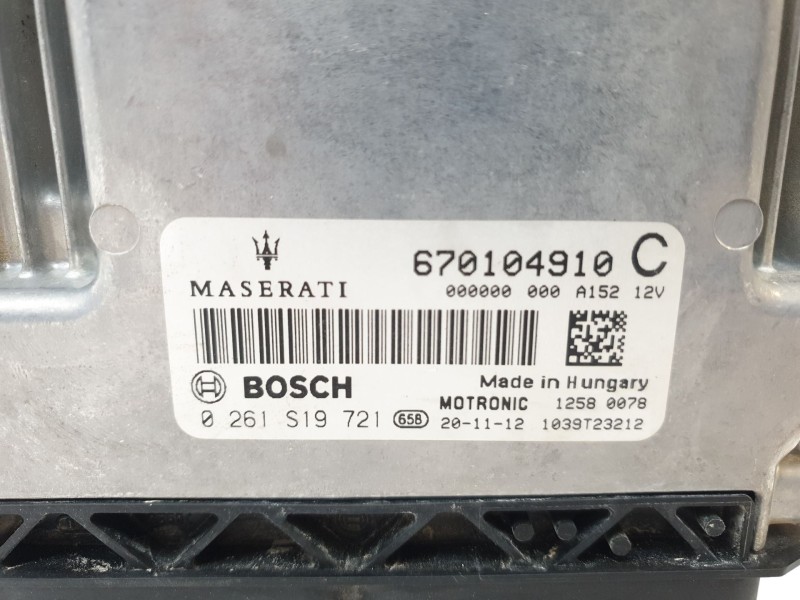 MASERATI
670104910 C
000000 000 A152 12V
BOSCH
Made in Hungary
MOTRONIC 1258 0078
0 261 S19 721 65B 20-11-12 1039T23212